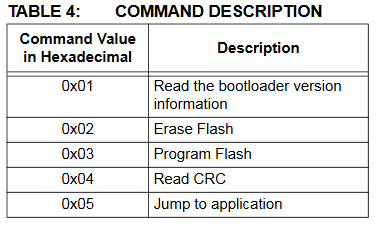 TABLE 4: COMMAND DESCRIPTION
Command Value
in Hexadecimal
Description
0x01 Read the bootloader version
information
0x02 Erase Flash
0x03 Program Flash
0x04 Read CRC
0x05 Jump to application